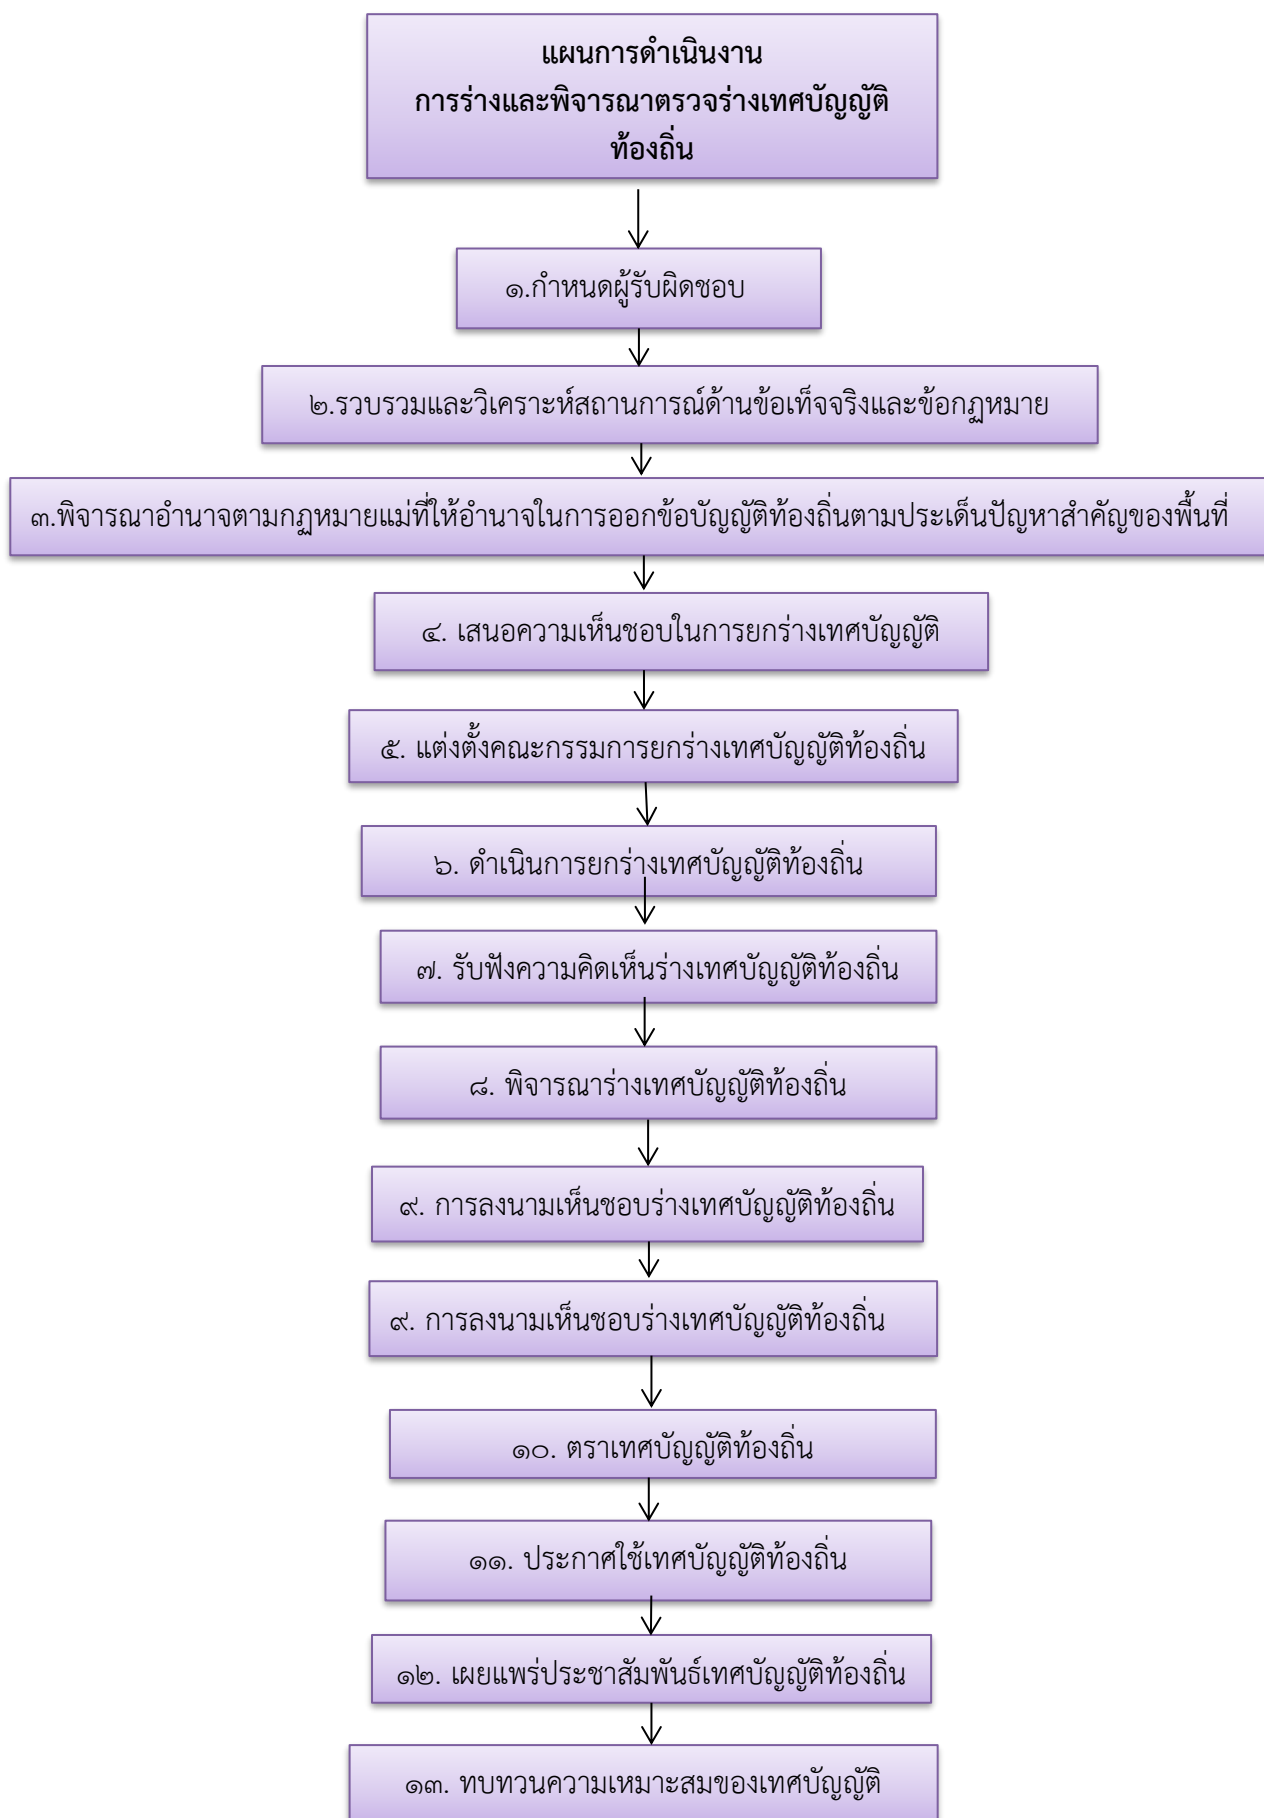 แผนการดำเนินงาน
การร่างและพิจารณาตรวจร่างเทศบัญญัติ
ท้องถิ่น
๑.กำหนดผู้รับผิดชอบ
๒.รวบรวมและวิเคราะห์สถานการณ์ด้านข้อเท็จจริงและข้อกฎหมาย
๓.พิจารณาอำนาจตามกฎหมายแม่ที่ให้อำนาจในการออกข้อบัญญัติท้องถิ่นตามประเด็นปัญหาสำคัญของพื้นที่
๔. เสนอความเห็นชอบในการยกร่างเทศบัญญัติ
๕. แต่งตั้งคณะกรรมการยกร่างเทศบัญญัติท้องถิ่น
๖. ดำเนินการยกร่างเทศบัญญัติท้องถิ่น
๗. รับฟังความคิดเห็นร่างเทศบัญญัติท้องถิ่น
๘. พิจารณาร่างเทศบัญญัติท้องถิ่น
๙. การลงนามเห็นชอบร่างเทศบัญญัติท้องถิ่น
๙. การลงนามเห็นชอบร่างเทศบัญญัติท้องถิ่น
๑๐. ตราเทศบัญญัติท้องถิ่น
๑๑. ประกาศใช้เทศบัญญัติท้องถิ่น
๑๒. เผยแพร่ประชาสัมพันธ์เทศบัญญัติท้องถิ่น
๑๓. ทบทวนความเหมาะสมของเทศบัญญัติ